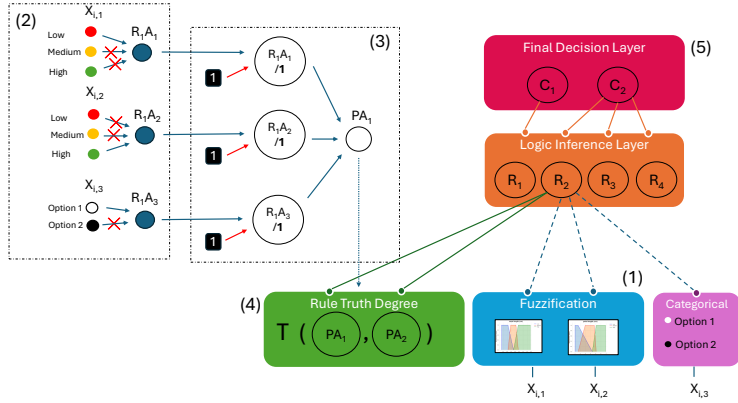 (2)
X_{i,1}
Low
Medium
High
R₁A₁
X_{i,2}
Low
Medium
High
R₁A₂
X_{i,3}
Option 1
Option 2
R₁A₃
(3)
1
R₁A₁
/1
1
R₁A₂
/1
1
R₁A₃
/1
PA₁
(5)
Final Decision Layer
C₁
C₂
Logic Inference Layer
R₁
R₂
R₃
R₄
(4)
Rule Truth Degree
T ( PA₁ , PA₂ )
(1)
Fuzzification
X_{i,1}
X_{i,2}
Categorical
Option 1
Option 2
X_{i,3}